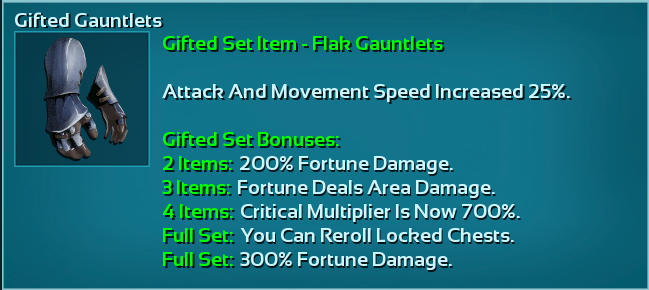 Gifted Gauntlets
Gifted Set Item - Flak Gauntlets
Attack And Movement Speed Increased 25%.
Gifted Set Bonuses:
2 Items: 200% Fortune Damage.
3 Items: Fortune Deals Area Damage.
4 Items: Critical Multiplier Is Now 700%.
Full Set: You Can Reroll Locked Chests.
Full Set: 300% Fortune Damage.